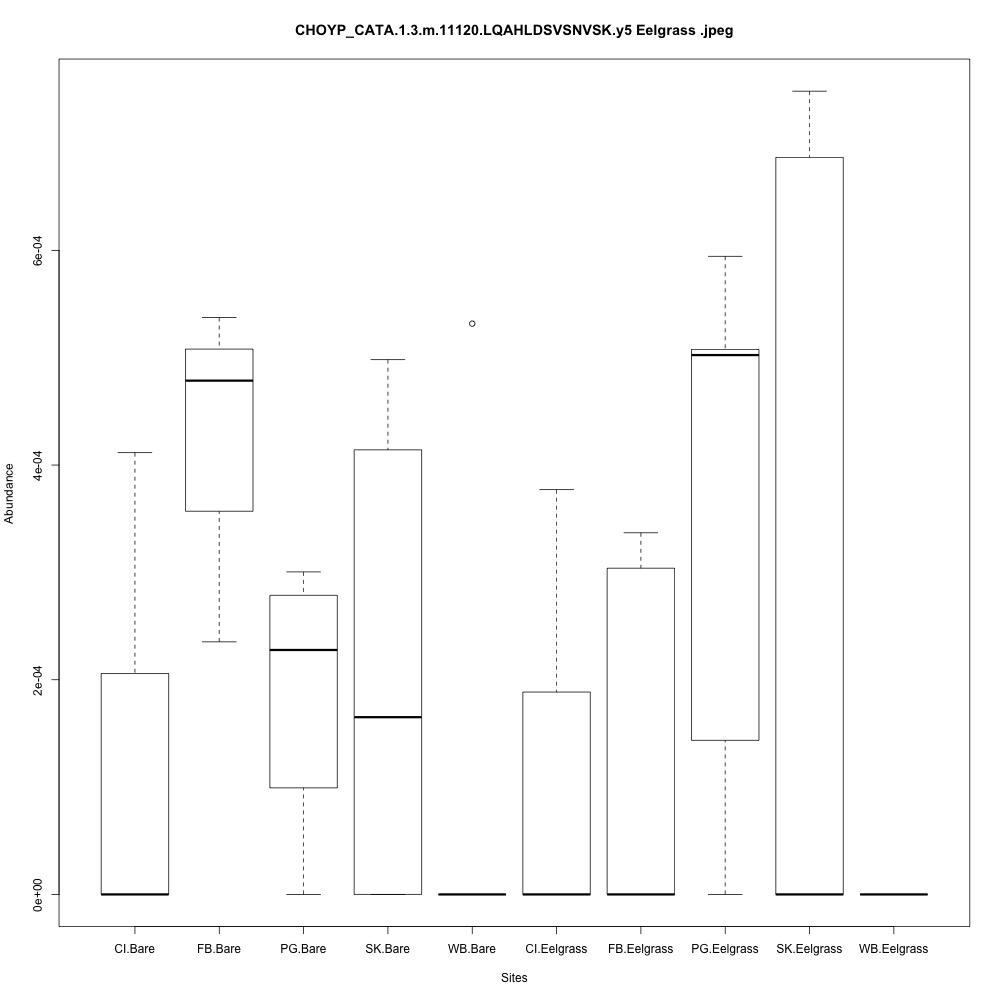 CHOYP_CATA.1.3.m.11120.LQAHLDSVSNVSK.y5 Eelgrass .jpeg
Abundance
6e-04
4e-04
2e-04
0e+00
CI.Bare FB.Bare PG.Bare SK.Bare WB.Bare CI.Eelgrass FB.Eelgrass PG.Eelgrass SK.Eelgrass WB.Eelgrass
Sites